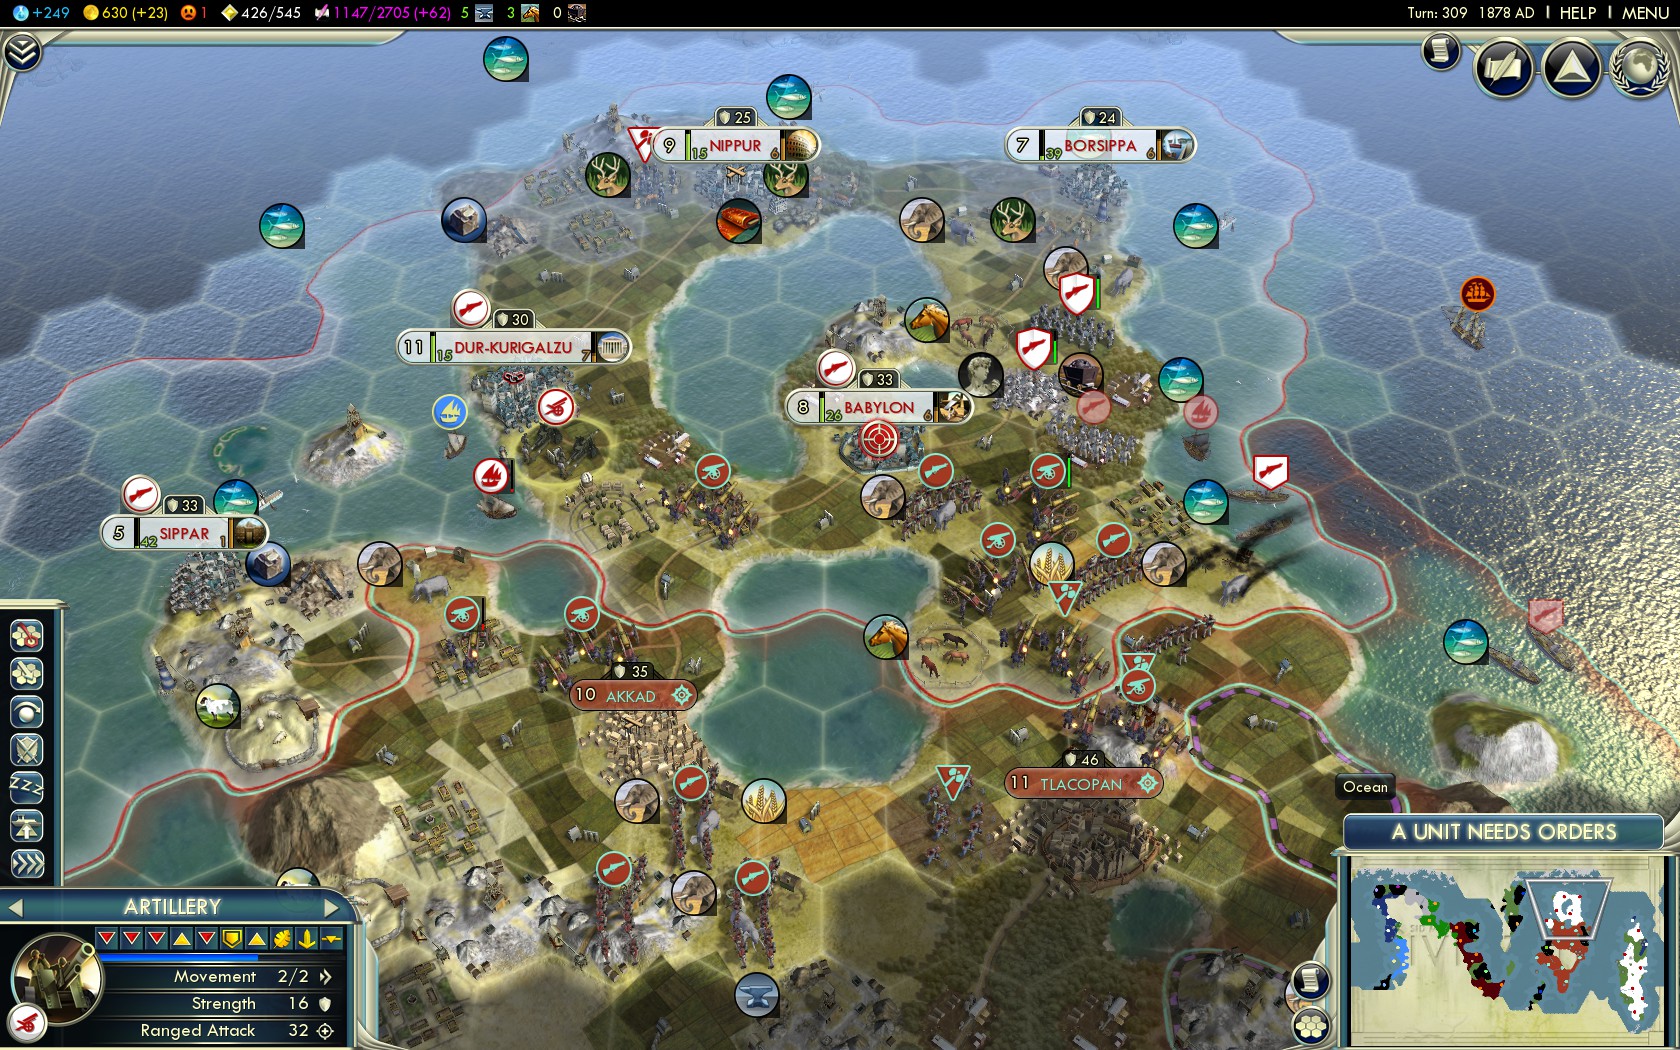 +249 630 (+23) 1 426/545 1147/2705 (+62) 5 3 0 Turn: 309 1878 AD | HELP | MENU
25
9 15 NIPPUR 6
24
7 39 BORSIPPA 6
30
11 15 DUR-KURIGALZU 7
33
8 26 BABYLON 6
33
5 42 SIPPAR 1
35
10 AKKAD
46
11 TLACOPAN
Ocean
A UNIT NEEDS ORDERS
ZZZ
ARTILLERY
Movement 2/2
Strength 16
Ranged Attack 32